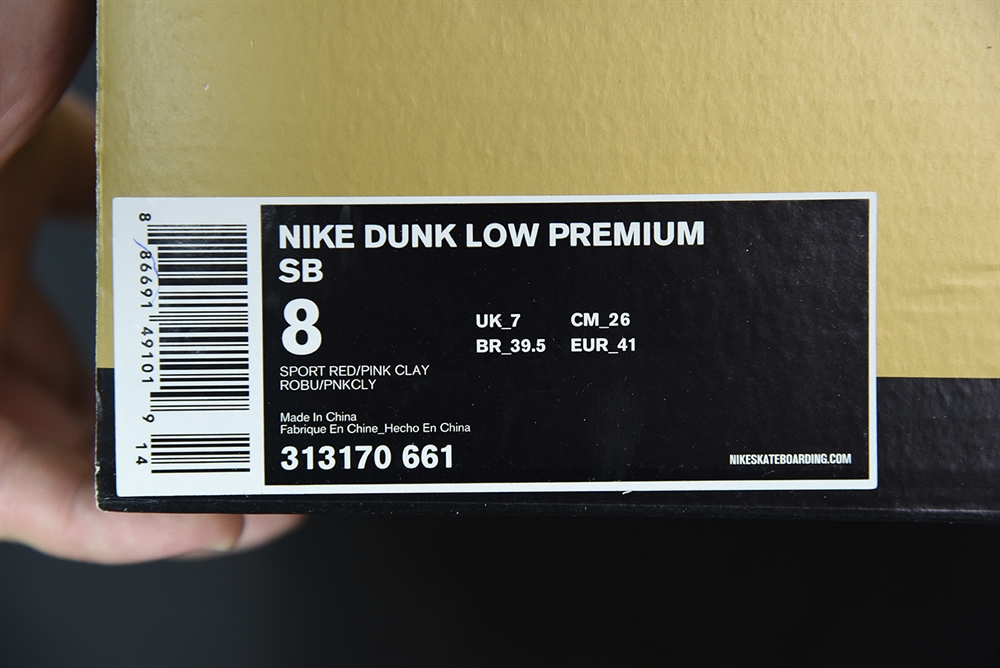 NIKE DUNK LOW PREMIUM
SB
8
UK_7 CM_26
BR_39.5 EUR_41
SPORT RED/PINK CLAY
ROBU/PNKCLY
Made In China
Fabrique En Chine_Hecho En China
313170 661
NIKESKATEBOARDING.COM
8 86691 49101 9 14